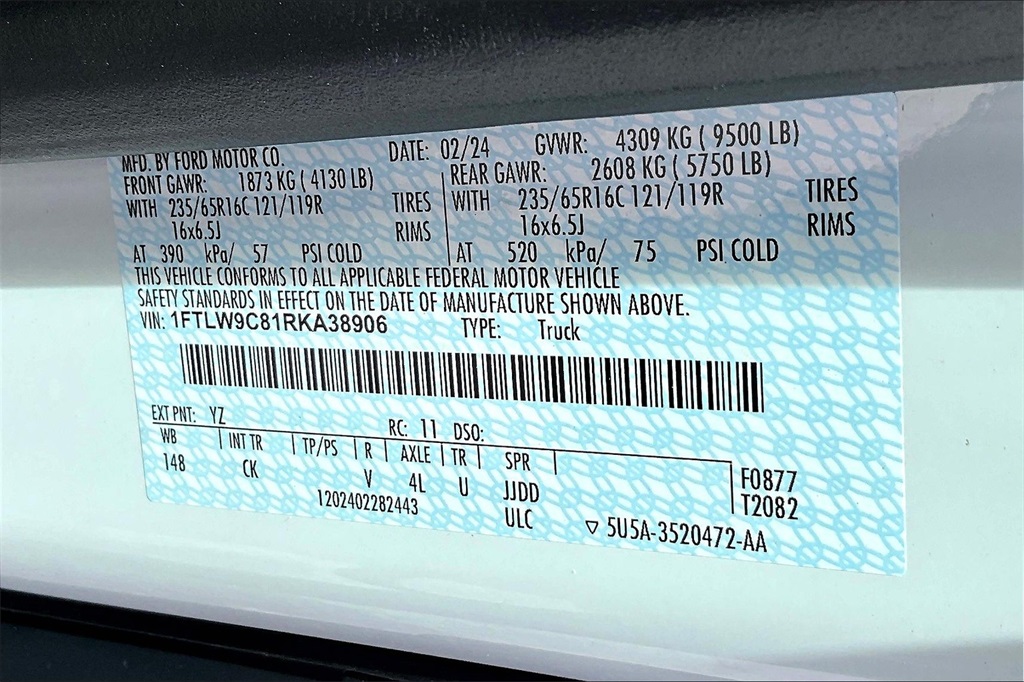 MFD. BY FORD MOTOR CO. DATE: 02/24 GVWR: 4309 KG ( 9500 LB)
FRONT GAWR: 1873 KG ( 4130 LB) REAR GAWR: 2608 KG ( 5750 LB)
WITH 235/65R16C 121/119R TIRES WITH 235/65R16C 121/119R TIRES
16x6.5J RIMS 16x6.5J RIMS
AT 390 kPa/ 57 PSI COLD AT 520 kPa/ 75 PSI COLD
THIS VEHICLE CONFORMS TO ALL APPLICABLE FEDERAL MOTOR VEHICLE
SAFETY STANDARDS IN EFFECT ON THE DATE OF MANUFACTURE SHOWN ABOVE.
VIN: 1FTLW9C81RKA38906 TYPE: Truck
EXT PNT: YZ RC: 11 DSO:
WB INT TR TP/PS R AXLE TR SPR
148 CK V 4L U JJDD F0877
1202402282443 ULC T2082
▽ 5U5A-3520472-AA